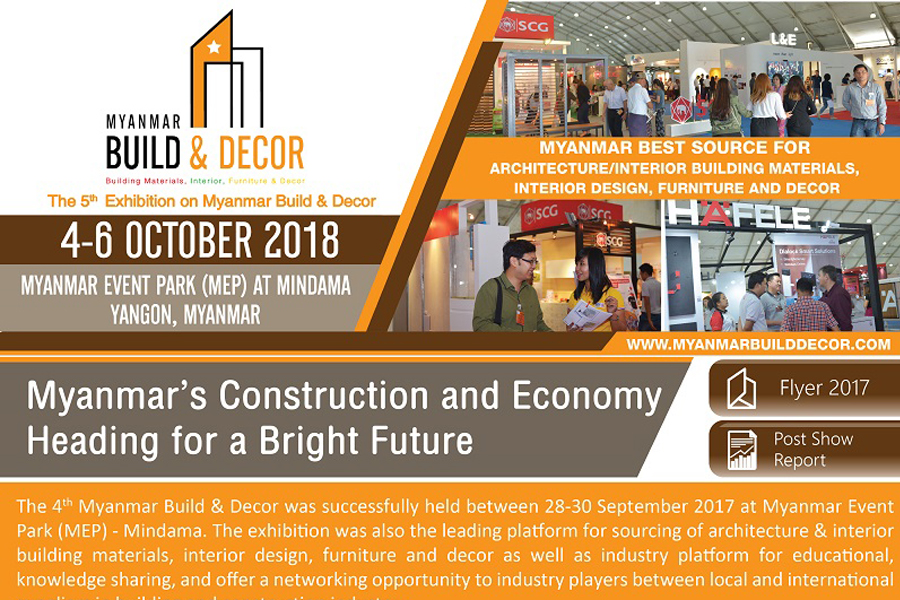 MYANMAR
BUILD & DECOR
Building Materials, Interior, Furniture & Decor
The 5th Exhibition on Myanmar Build & Decor
4-6 OCTOBER 2018
MYANMAR EVENT PARK (MEP) AT MINDAMA
YANGON, MYANMAR
SCG
L&E
MYANMAR BEST SOURCE FOR
ARCHITECTURE/INTERIOR BUILDING MATERIALS,
INTERIOR DESIGN, FURNITURE AND DECOR
SCG
SCG
SCG
HÄFELE
Dialock Smart Solutions
WWW.MYANMARBUILDDECOR.COM
Myanmar's Construction and Economy
Heading for a Bright Future
Flyer 2017
Post Show
Report
The 4th Myanmar Build & Decor was successfully held between 28-30 September 2017 at Myanmar Event
Park (MEP) - Mindama. The exhibition was also the leading platform for sourcing of architecture & interior
building materials, interior design, furniture and decor as well as industry platform for educational,
knowledge sharing, and offer a networking opportunity to industry players between local and international